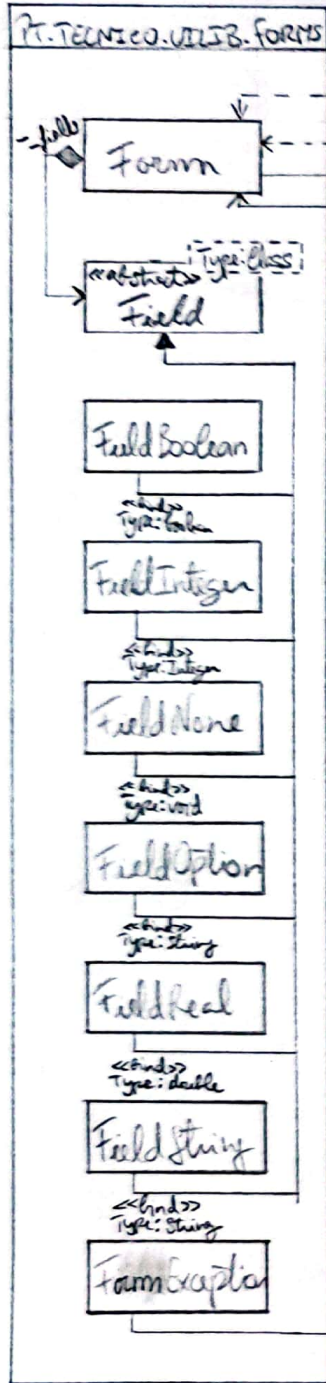 PT.TECNICO.UILIB.FORMS
- _fields
Form
Type:Class
<<abstract>>
Field
FieldBoolean
<<bind>>
Type:boolean
FieldInteger
<<bind>>
Type:Integer
FieldNone
<<bind>>
Type:void
FieldOption
<<bind>>
Type:String
FieldReal
<<bind>>
Type:double
FieldString
<<bind>>
Type:String
FormException